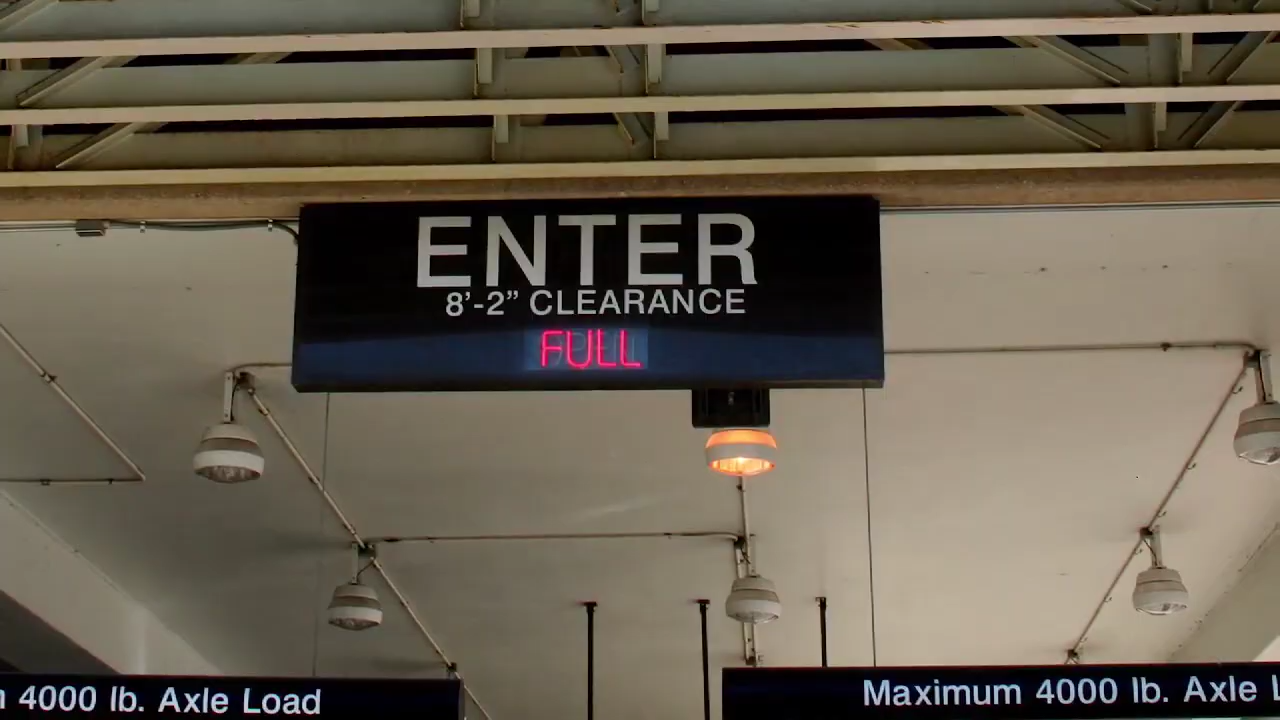 ENTER
8'-2" CLEARANCE
FULL
4000 lb. Axle Load
Maximum 4000 lb. Axle